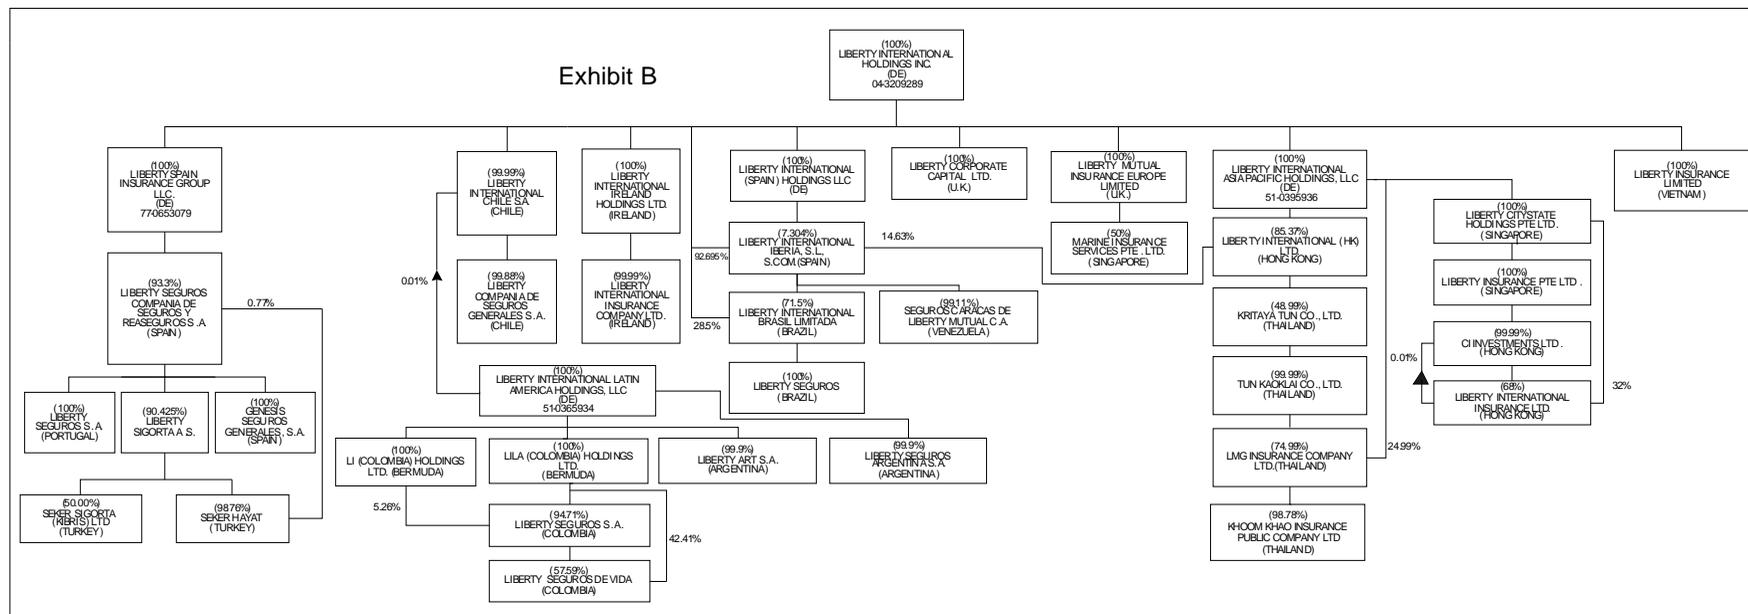 Exhibit B
(100%)
LIBERTY INTERNATIONAL
HOLDINGS INC.
(DE)
04-3209289
(100%)
LIBERTY SPAIN
INSURANCE GROUP
LLC.
(DE)
77-0653079
(93.3%)
LIBERTY SEGUROS
COMPANIA DE
SEGUROS Y
REASEGUROS S.A
(SPAIN)
0.77%
(100%)
LIBERTY
SEGUROS S.A
(PORTUGAL)
(90.425%)
LIBERTY
SIGORTA A.S.
(100%)
GENESIS
SEGUROS
GENERALES, S.A.
(SPAIN)
(50.00%)
SEKER SIGORTA
(KIBRIS) LTD
(TURKEY)
(98.76%)
SEKER HAYAT
(TURKEY)
(99.99%)
LIBERTY
INTERNATIONAL
CHILE S.A.
(CHILE)
0.01%
(99.88%)
LIBERTY
COMPANIA DE
SEGUROS
GENERALES S.A.
(CHILE)
(100%)
LIBERTY
INTERNATIONAL
IRELAND
HOLDINGS LTD.
(IRELAND)
(99.99%)
LIBERTY
INTERNATIONAL
INSURANCE
COMPANY LTD.
(IRELAND)
(100%)
LIBERTY INTERNATIONAL LATIN
AMERICA HOLDINGS, LLC
(DE)
51-0365934
(100%)
LI (COLOMBIA) HOLDINGS
LTD. (BERMUDA)
5.26%
(100%)
LILA (COLOMBIA) HOLDINGS
LTD.
(BERMUDA)
(94.71%)
LIBERTY SEGUROS S.A.
(COLOMBIA)
42.41%
(57.59%)
LIBERTY SEGUROS DE VIDA
(COLOMBIA)
(99.9%)
LIBERTY ART S.A.
(ARGENTINA)
(99.9%)
LIBERTY SEGUROS
ARGENTINA S.A.
(ARGENTINA)
(100%)
LIBERTY INTERNATIONAL
(SPAIN) HOLDINGS LLC
(DE)
(7.304%)
LIBERTY INTERNATIONAL
IBERIA, S.L.,
S.COM. (SPAIN)
92.695%
14.63%
(71.5%)
LIBERTY INTERNATIONAL
BRASIL LIMITADA
(BRAZIL)
28.5%
(99.11%)
SEGUROS CARACAS DE
LIBERTY MUTUAL C.A.
(VENEZUELA)
(100%)
LIBERTY SEGUROS
(BRAZIL)
(100%)
LIBERTY CORPORATE
CAPITAL LTD.
(U.K.)
(100%)
LIBERTY MUTUAL
INSURANCE EUROPE
LIMITED
(U.K.)
(50%)
MARINE INSURANCE
SERVICES PTE. LTD.
(SINGAPORE)
(100%)
LIBERTY INTERNATIONAL
ASIA PACIFIC HOLDINGS, LLC
(DE)
51-0395936
(85.37%)
LIBERTY INTERNATIONAL (HK)
LTD.
(HONG KONG)
(48.99%)
KRITAYA TUN CO., LTD.
(THAILAND)
(99.99%)
TUN KAOKLAI CO., LTD.
(THAILAND)
(74.99%)
LMG INSURANCE COMPANY
LTD.(THAILAND)
24.99%
(98.78%)
KHOOM KHAO INSURANCE
PUBLIC COMPANY LTD
(THAILAND)
(100%)
LIBERTY CITYSTATE
HOLDINGS PTE LTD.
(SINGAPORE)
(100%)
LIBERTY INSURANCE PTE LTD.
(SINGAPORE)
(99.99%)
CI INVESTMENTS LTD.
(HONG KONG)
0.01%
(68%)
LIBERTY INTERNATIONAL
INSURANCE LTD.
(HONG KONG)
32%
(100%)
LIBERTY INSURANCE
LIMITED
(VIETNAM)